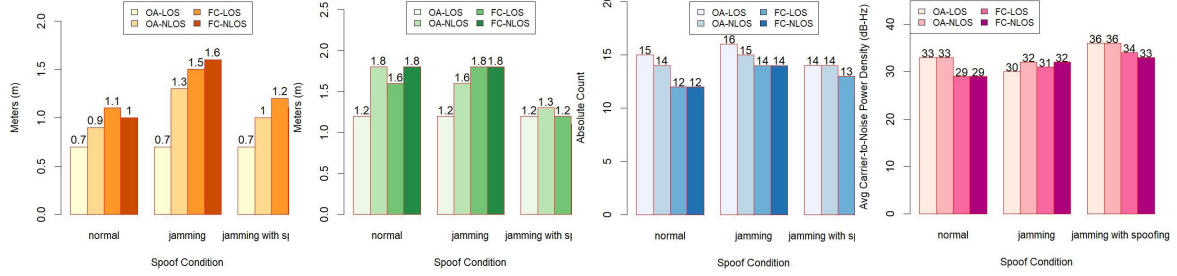 OA-LOS FC-LOS
OA-NLOS FC-NLOS
Meters (m)
0.0 0.5 1.0 1.5 2.0
0.7 0.9 1.1 1
0.7 1.3 1.5 1.6
0.7 1 1.2
normal jamming jamming with sp
Spoof Condition
OA-LOS FC-LOS
OA-NLOS FC-NLOS
Meters (m)
0.0 0.5 1.0 1.5 2.0 2.5
1.2 1.8 1.6 1.8
1.2 1.6 1.8 1.8
1.2 1.3 1.2
normal jamming jamming with sp
Spoof Condition
OA-LOS FC-LOS
OA-NLOS FC-NLOS
Absolute Count
0 5 10 15 20
15 14 12 12
16 15 14 14
14 14 13
normal jamming jamming with sp
Spoof Condition
OA-LOS FC-LOS
OA-NLOS FC-NLOS
Avg Carrier-to-Noise Power Density (dB-Hz)
0 10 20 30 40
33 33 29 29
30 32 31 32
36 36 34 33
normal jamming jamming with spoofing
Spoof Condition